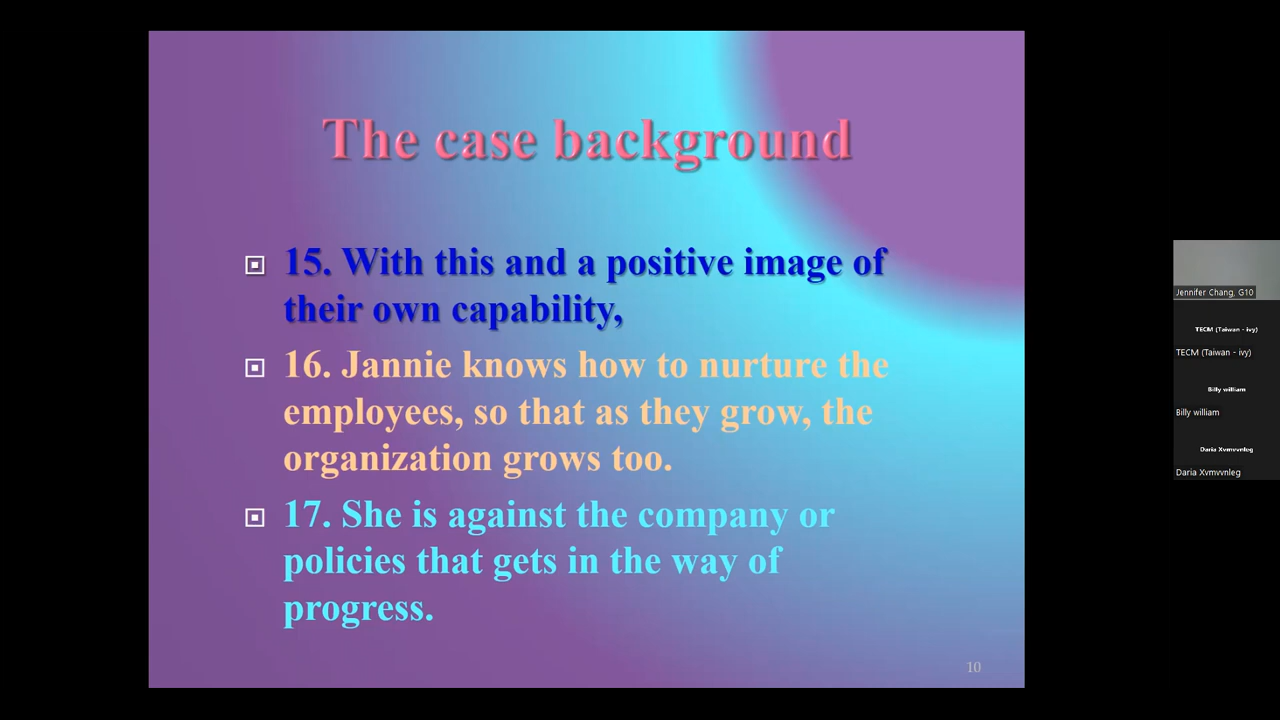 The case background
15. With this and a positive image of
their own capability,
16. Jannie knows how to nurture the
employees, so that as they grow, the
organization grows too.
17. She is against the company or
policies that gets in the way of
progress.
10
Jennifer Chang, G10
TECM (Taiwan - ivy)
TECM (Taiwan - ivy)
Billy william
Billy william
Daria Xvmvvnleg
Daria Xvmvvnleg